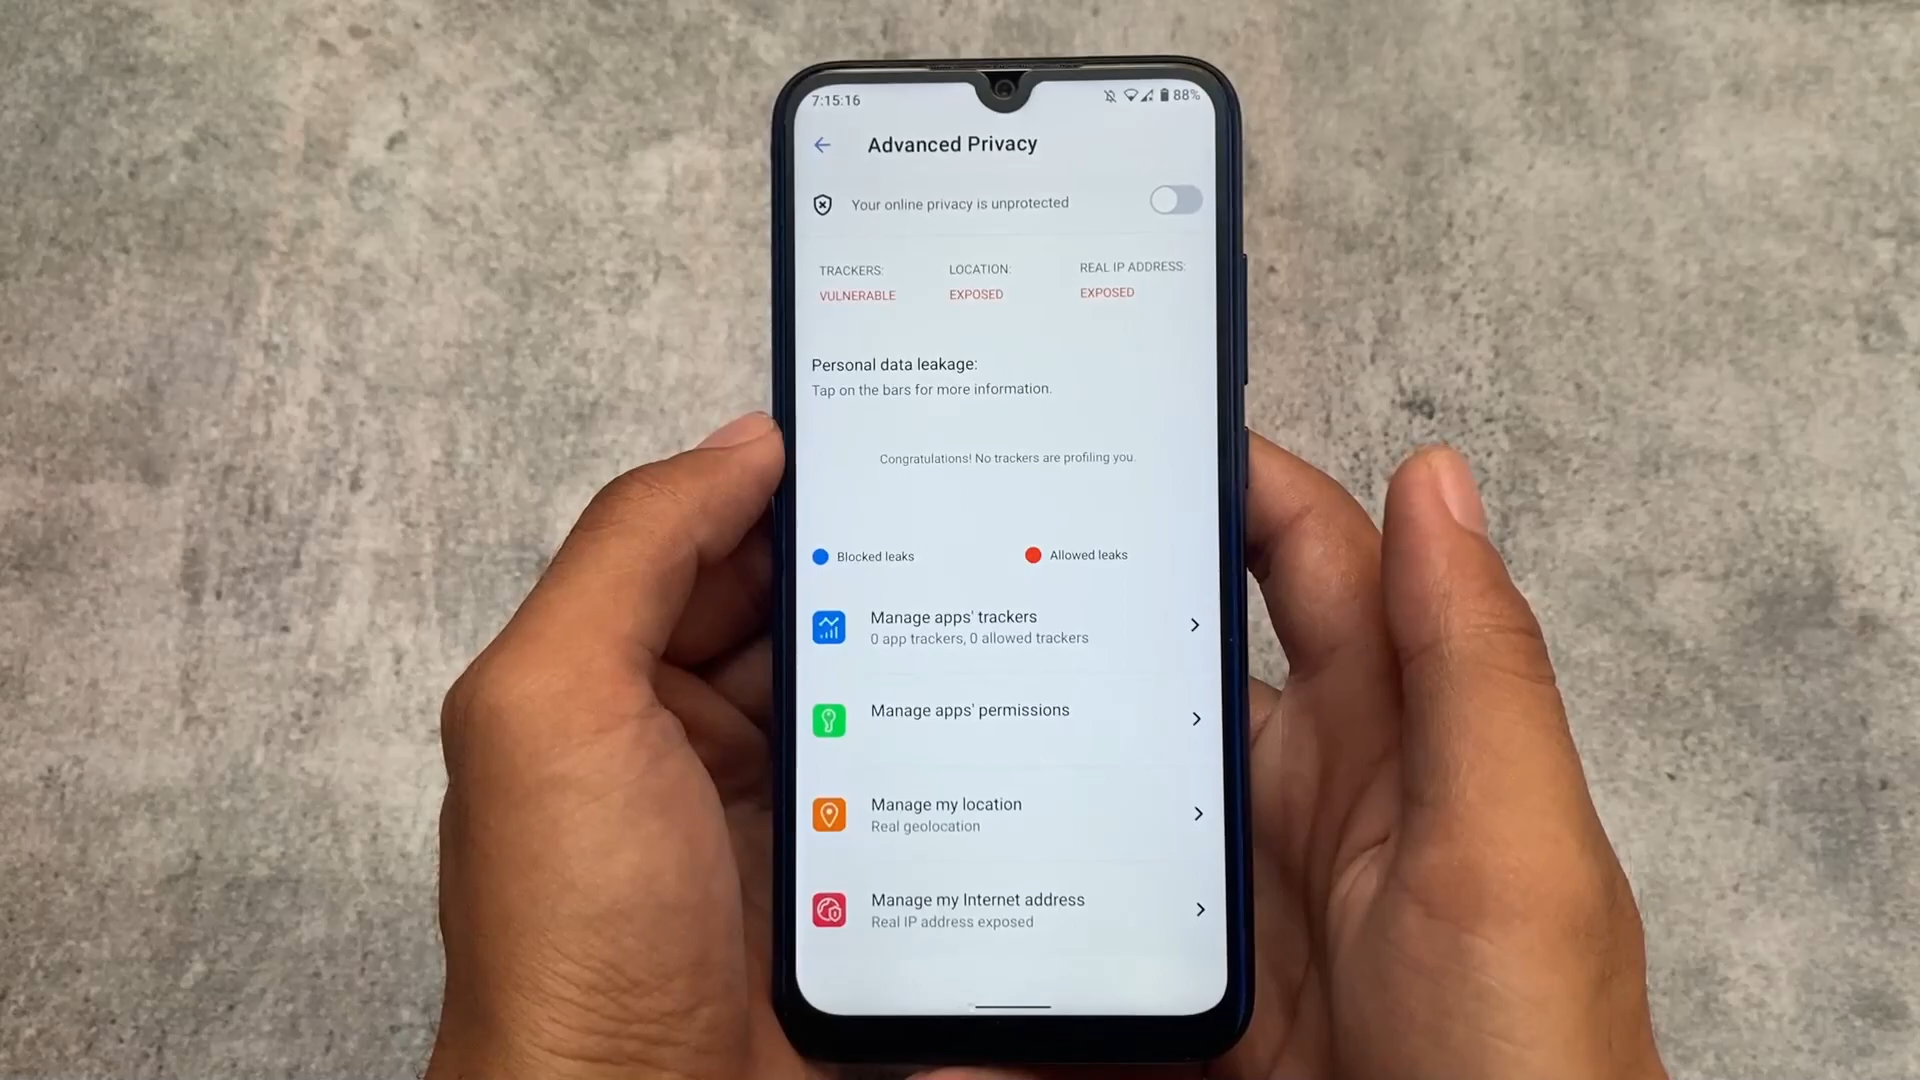 7:15:16
88%
Advanced Privacy
Your online privacy is unprotected
TRACKERS: LOCATION: REAL IP ADDRESS:
VULNERABLE EXPOSED EXPOSED
Personal data leakage:
Tap on the bars for more information.
Congratulations! No trackers are profiling you.
Blocked leaks Allowed leaks
Manage apps' trackers
0 app trackers, 0 allowed trackers
Manage apps' permissions
Manage my location
Real geolocation
Manage my Internet address
Real IP address exposed